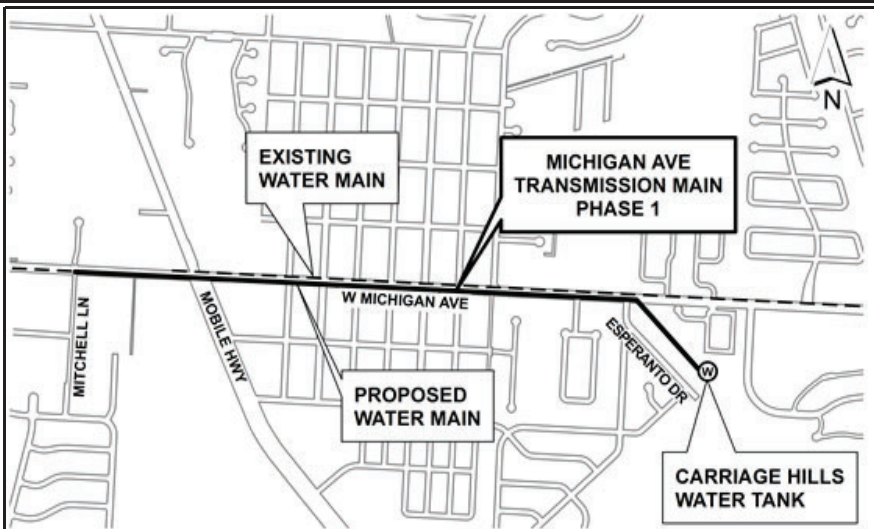 N
EXISTING
WATER MAIN
MICHIGAN AVE
TRANSMISSION MAIN
PHASE 1
W MICHIGAN AVE
MITCHELL LN
MOBILE HWY
ESPERANTO DR
W
PROPOSED
WATER MAIN
CARRIAGE HILLS
WATER TANK